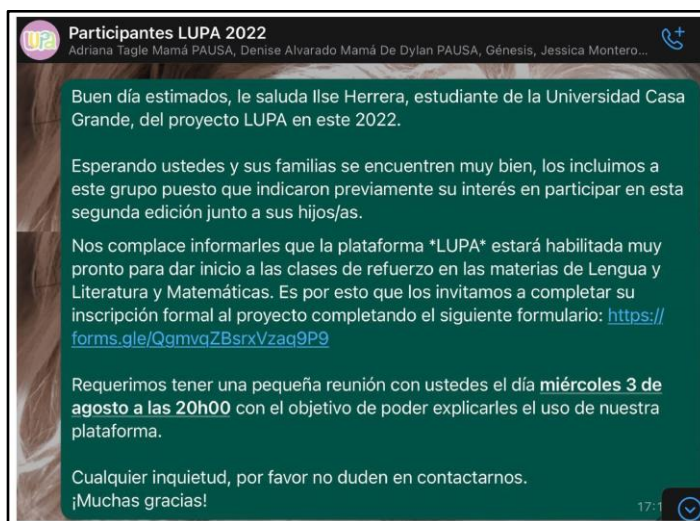 Lupa
Participantes LUPA 2022
Adriana Tagle Mamá PAUSA, Denise Alvarado Mamá De Dylan PAUSA, Génesis, Jessica Montero...
Buen día estimados, le saluda Ilse Herrera, estudiante de la Universidad Casa
Grande, del proyecto LUPA en este 2022.
Esperando ustedes y sus familias se encuentren muy bien, los incluimos a
este grupo puesto que indicaron previamente su interés en participar en esta
segunda edición junto a sus hijos/as.
Nos complace informarles que la plataforma *LUPA* estará habilitada muy
pronto para dar inicio a las clases de refuerzo en las materias de Lengua y
Literatura y Matemáticas. Es por esto que los invitamos a completar su
inscripción formal al proyecto completando el siguiente formulario: https://
forms.gle/QgmvqZBsrxVzaq9P9
Requerimos tener una pequeña reunión con ustedes el día miércoles 3 de
agosto a las 20h00 con el objetivo de poder explicarles el uso de nuestra
plataforma.
Cualquier inquietud, por favor no duden en contactarnos.
¡Muchas gracias!